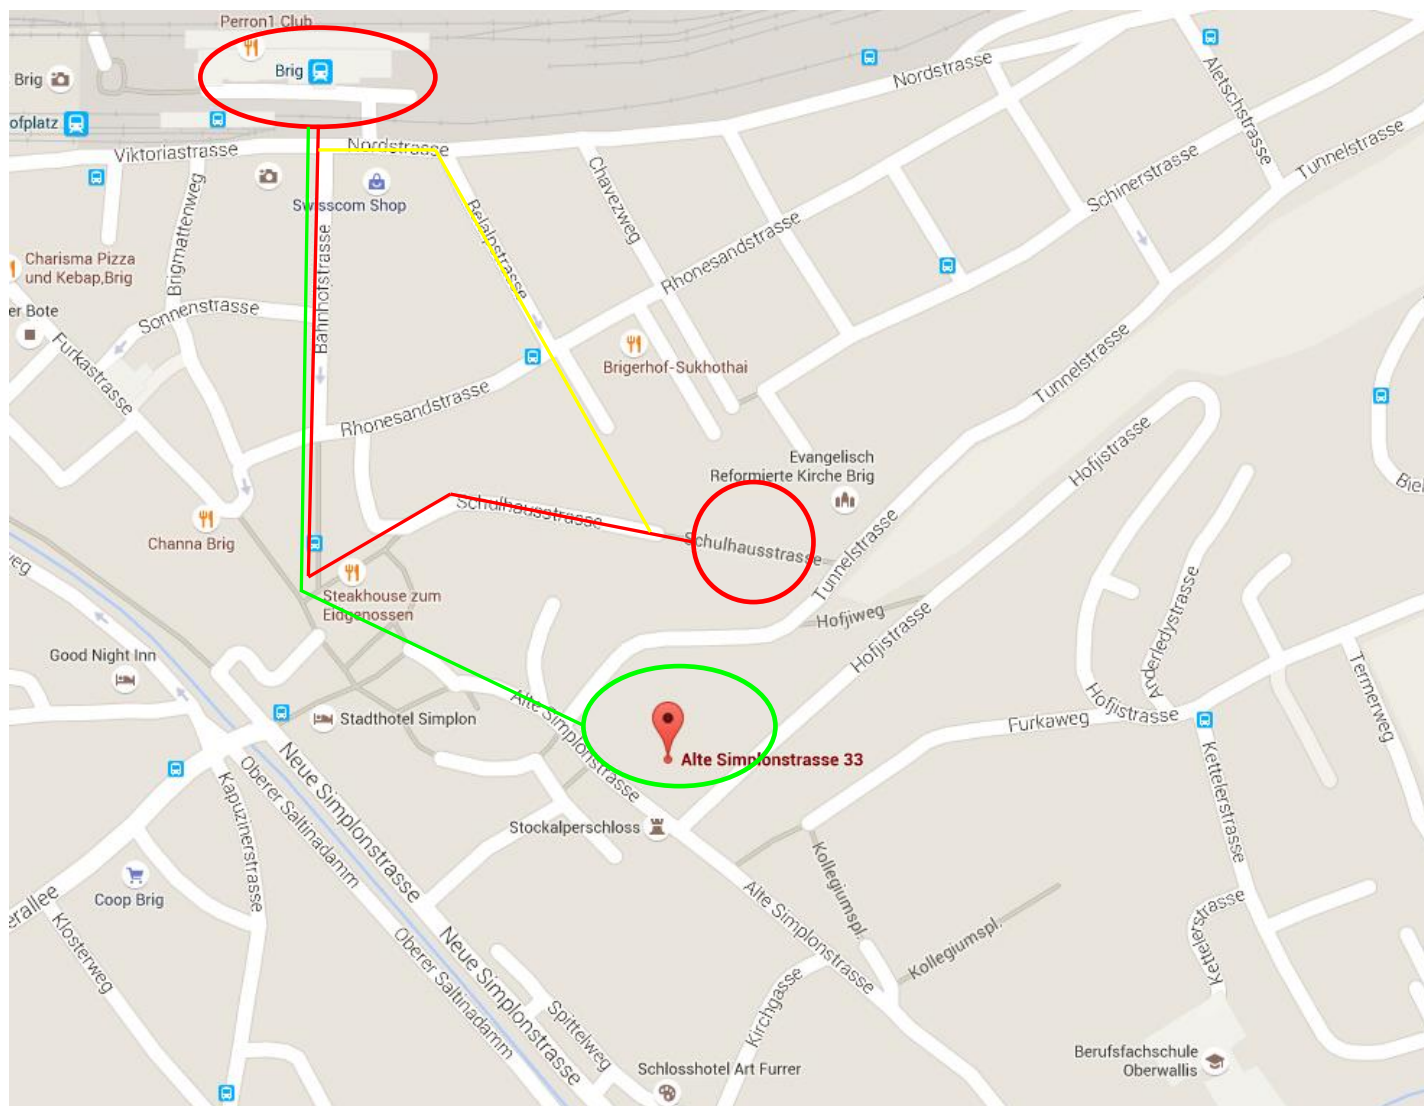 Perron1 Club
Brig
Brig
ofplatz
Viktoriastrasse
Nordstrasse
Nordstrasse
Aletschstrasse
Tunnelstrasse
Swisscom Shop
Chavezweg
Schinerstrasse
Brigmattenweg
Bahnhofstrasse
Belalpstrasse
Rhonesandstrasse
Charisma Pizza
und Kebap,Brig
Sonnenstrasse
er Bote
Furkastrasse
Brigerhof-Sukhothai
Tunnelstrasse
Rhonesandstrasse
Hofjistrasse
Evangelisch
Reformierte Kirche Brig
Biel
Schulhausstrasse
Channa Brig
Schulhausstrasse
Tunnelstrasse
eg
Steakhouse zum
Eidgenossen
Hofjiweg
Hofjistrasse
Anderledystrasse
Good Night Inn
Termerweg
Alte Simplonstrasse
Stadthotel Simplon
Hofjistrasse
Furkaweg
Alte Simplonstrasse 33
Neue Simplonstrasse
Oberer Saltinadamm
Kapuzinerstrasse
Kettelerstrasse
Stockalperschloss
Kollegiumspl.
Coop Brig
erallee
Klosterweg
Alte Simplonstrasse
Kollegiumspl.
Kettelerstrasse
Neue Simplonstrasse
Oberer Saltinadamm
Kirchgasse
Spittelweg
Berufsfachschule
Oberwallis
Schlosshotel Art Furrer